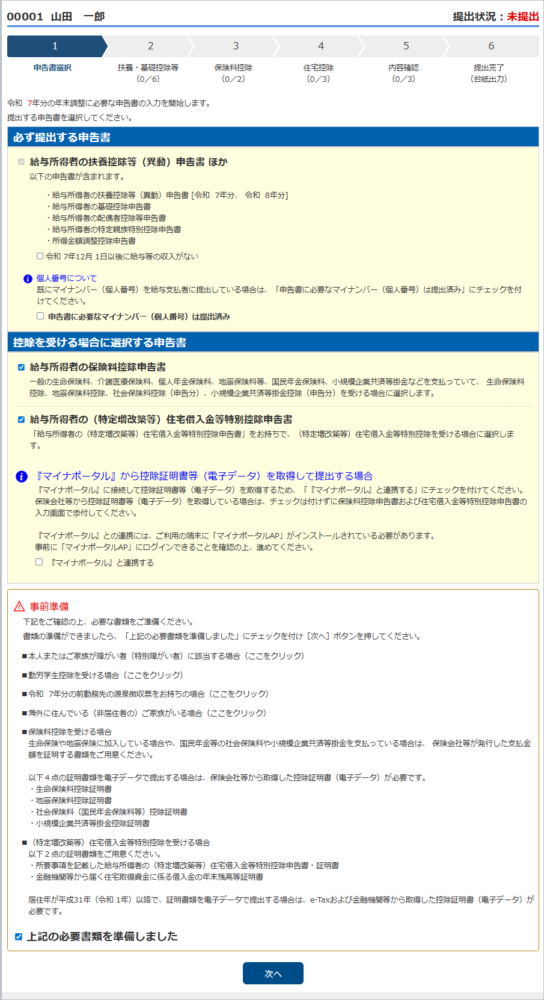 00001 山田　一郎
提出状況：未提出
1
2
3
4
5
6
申告書選択
扶養・基礎控除等
（0／6）
保険料控除
（0／2）
住宅控除
（0／3）
内容確認
（0／3）
提出完了
（台紙出力）
令和 7年分の年末調整に必要な申告書の入力を開始します。
提出する申告書を選択してください。
必ず提出する申告書
給与所得者の扶養控除等（異動）申告書 ほか
以下の申告書が含まれます。
・給与所得者の扶養控除等（異動）申告書 [令和 7年分、 令和 8年分]
・給与所得者の基礎控除申告書
・給与所得者の配偶者控除等申告書
・給与所得者の特定親族特別控除申告書
・所得金額調整控除申告書
令和 7年12月 1日以後に給与等の収入がない
個人番号について
既にマイナンバー（個人番号）を給与支払者に提出している場合は、「申告書に必要なマイナンバー（個人番号）は提出済み」にチェックを付
けてください。
申告書に必要なマイナンバー（個人番号）は提出済み
控除を受ける場合に選択する申告書
給与所得者の保険料控除申告書
一般の生命保険料、介護医療保険料、個人年金保険料、地震保険料等、国民年金保険料、小規模企業共済等掛金などを支払っていて、 生命保険料
控除、地震保険料控除、社会保険料控除（申告分）、小規模企業共済等掛金控除（申告分）を受ける場合に選択します。
給与所得者の（特定増改築等）住宅借入金等特別控除申告書
「給与所得者の（特定増改築等）住宅借入金等特別控除申告書」をお持ちで、（特定増改築等）住宅借入金等特別控除を受ける場合に選択しま
す。
『マイナポータル』から控除証明書等（電子データ）を取得して提出する場合
『マイナポータル』に接続して控除証明書等（電子データ）を取得するため、「『マイナポータル』と連携する」にチェックを付けてください。
保険会社等から控除証明書等（電子データ）を取得している場合は、チェックは付けずに保険料控除申告書および住宅借入金等特別控除申告書の
入力画面で添付してください。
『マイナポータル』との連携には、ご利用の端末に「マイナポータルAP」がインストールされている必要があります。
事前に「マイナポータルAP」にログインできることを確認の上、進めてください。
『マイナポータル』と連携する
事前準備
下記をご確認の上、必要な書類をご準備ください。
書類の準備ができましたら、「上記の必要書類を準備しました」にチェックを付け［次へ］ボタンを押してください。
■本人またはご家族が障がい者（特別障がい者）に該当する場合（ここをクリック）
■勤労学生控除を受ける場合（ここをクリック）
■令和 7年分の前勤務先の源泉徴収票をお持ちの場合（ここをクリック）
■海外に住んでいる（非居住者の）ご家族がいる場合（ここをクリック）
■保険料控除を受ける場合
生命保険や地震保険に加入している場合や、国民年金等の社会保険料や小規模企業共済等掛金を支払っている場合は、 保険会社等が発行した支払金
額を証明する書類をご用意ください。
以下４点の証明書類を電子データで提出する場合は、保険会社等から取得した控除証明書（電子データ）が必要です。
・生命保険料控除証明書
・地震保険料控除証明書
・社会保険料（国民年金保険料等）控除証明書
・小規模企業共済等掛金控除証明書
■（特定増改築等）住宅借入金等特別控除を受ける場合
以下２点の証明書類をご用意ください。
・所要事項を記載した給与所得者の（特定増改築等）住宅借入金等特別控除申告書・証明書
・金融機関等から届く住宅取得資金に係る借入金の年末残高等証明書
居住年が平成31年（令和 1年）以降で、証明書類を電子データで提出する場合は、e-Taxおよび金融機関等から取得した控除証明書（電子データ）が
必要です。
上記の必要書類を準備しました
次へ